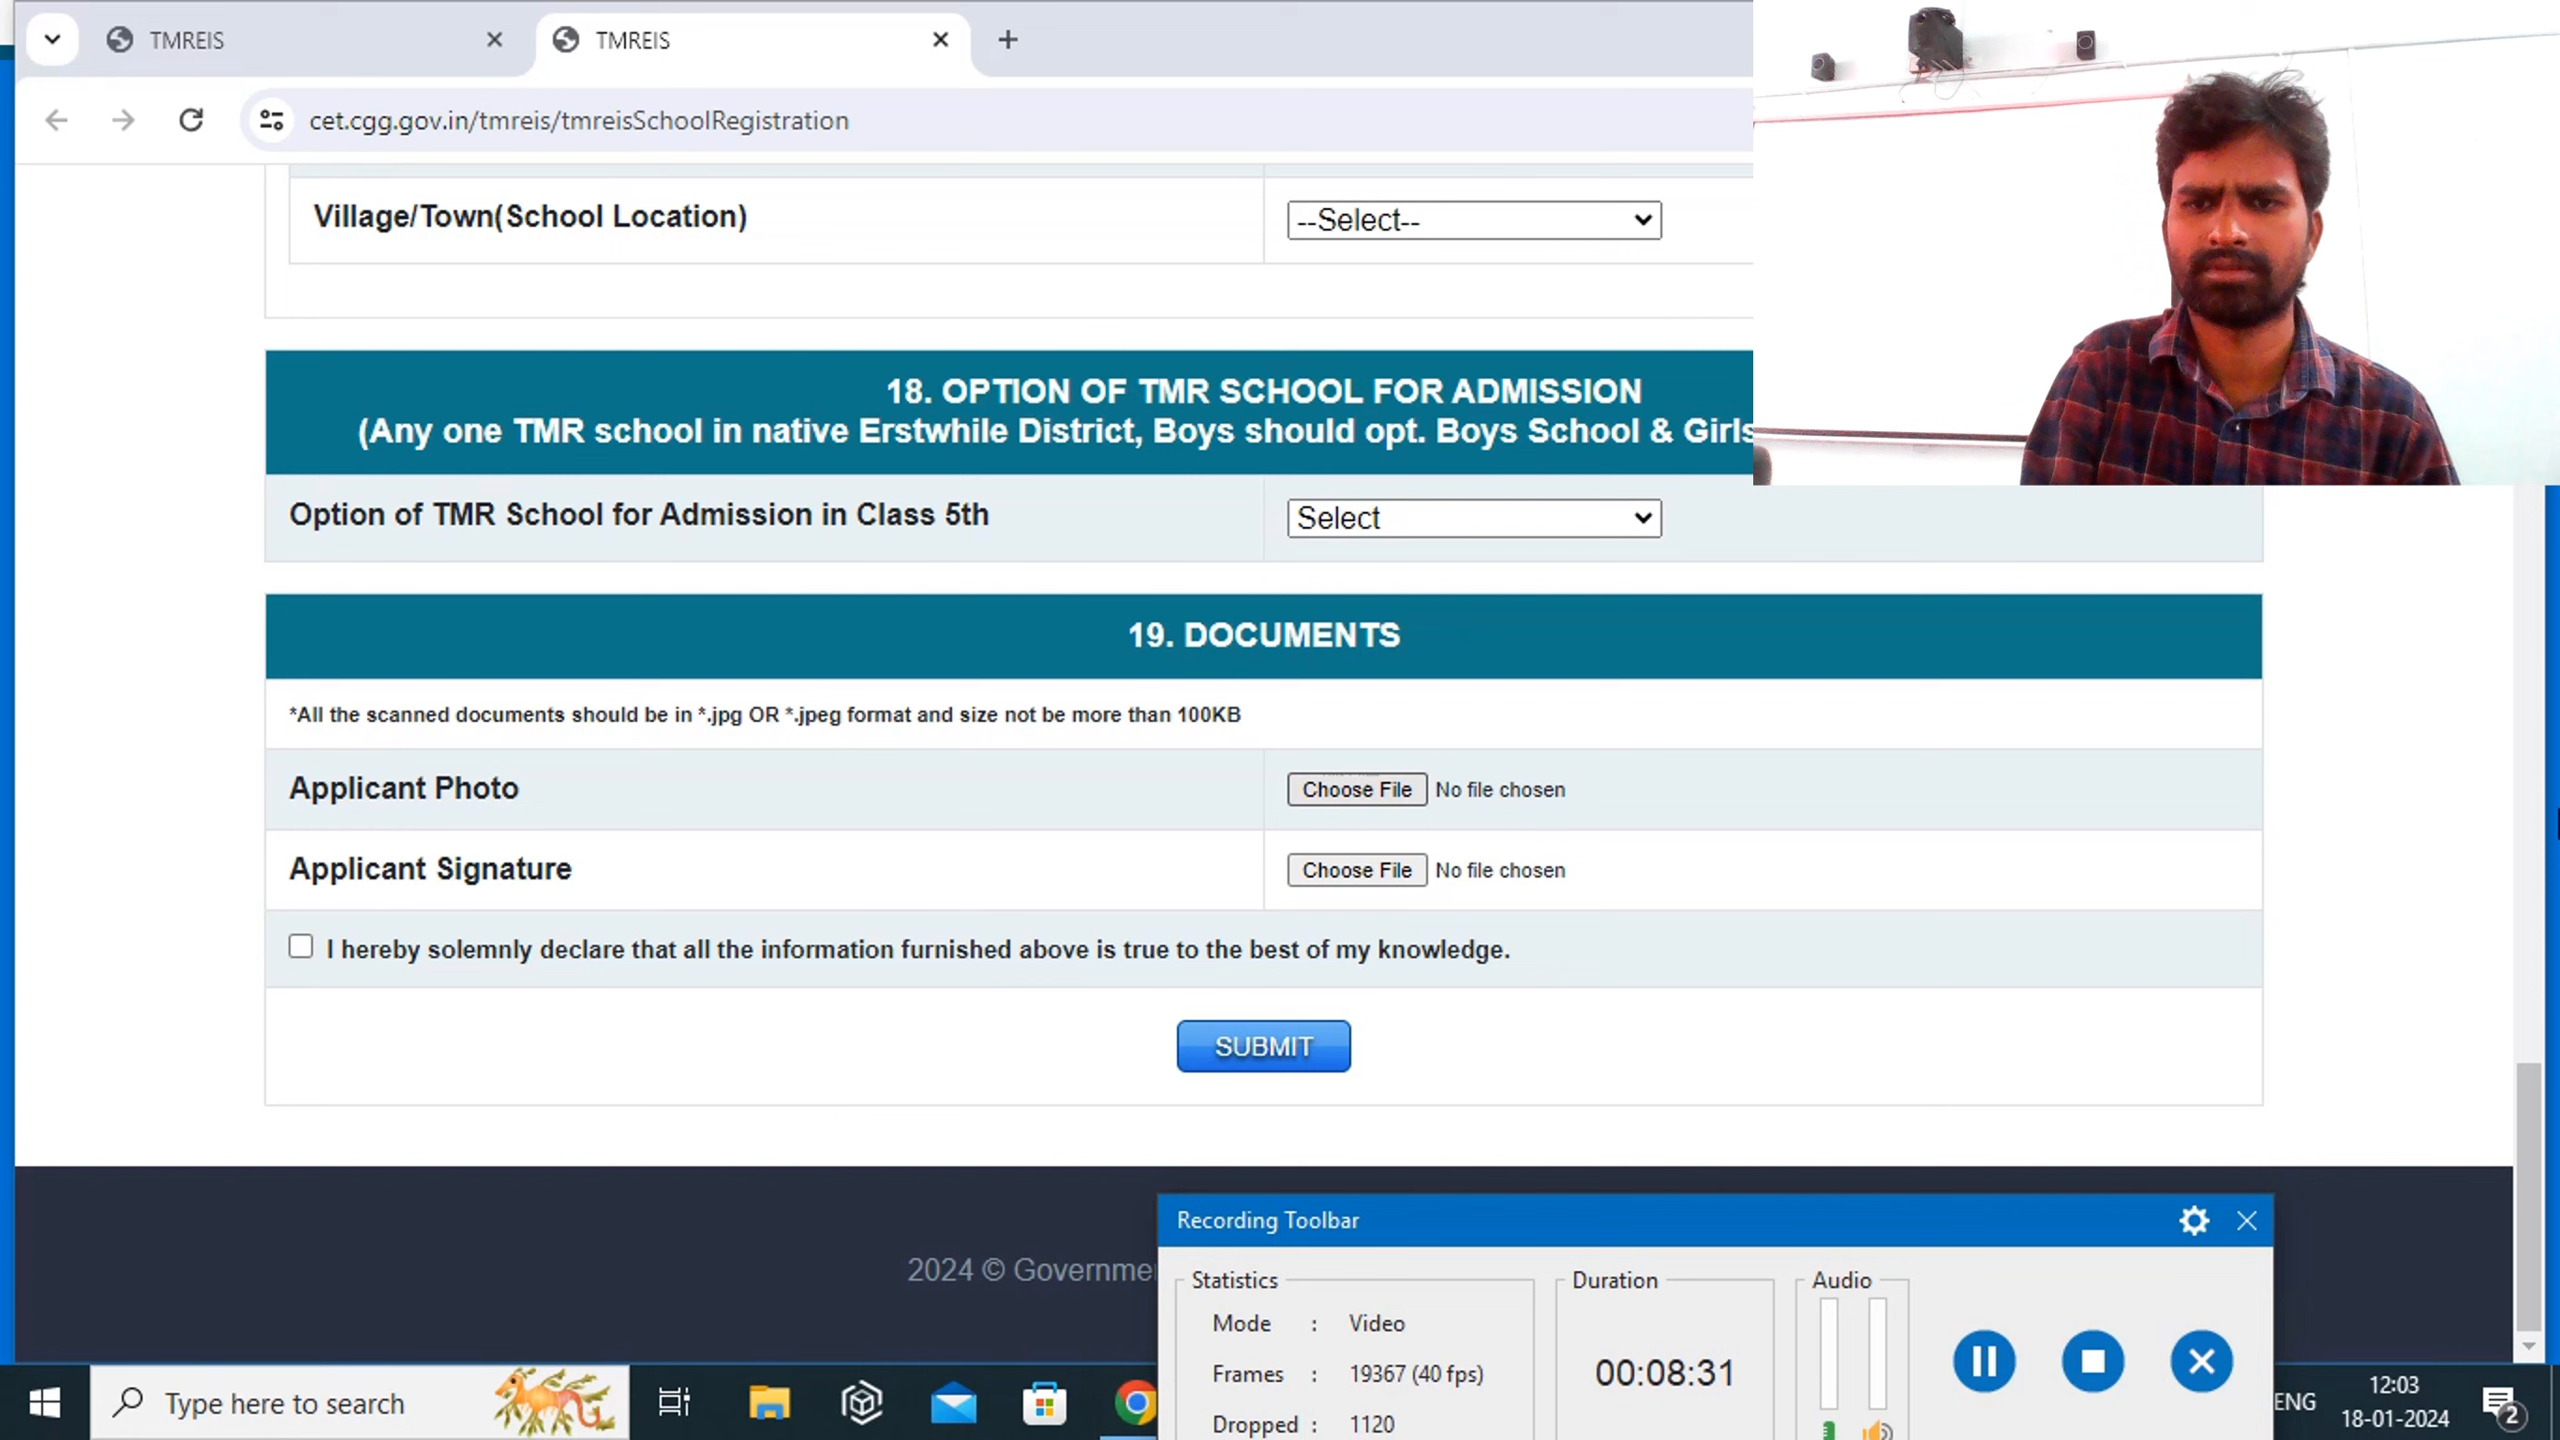 TMREIS
TMREIS
cet.cgg.gov.in/tmreis/tmreisSchoolRegistration
Village/Town(School Location)
--Select--
18. OPTION OF TMR SCHOOL FOR ADMISSION
(Any one TMR school in native Erstwhile District, Boys should opt. Boys School & Girls
Option of TMR School for Admission in Class 5th
Select
19. DOCUMENTS
*All the scanned documents should be in *.jpg OR *.jpeg format and size not be more than 100KB
Applicant Photo
Choose File No file chosen
Applicant Signature
Choose File No file chosen
I hereby solemnly declare that all the information furnished above is true to the best of my knowledge.
SUBMIT
2024 © Governme
Recording Toolbar
Statistics
Mode : Video
Frames : 19367 (40 fps)
Dropped : 1120
Duration
00:08:31
Audio
Type here to search
ENG
12:03
18-01-2024
2